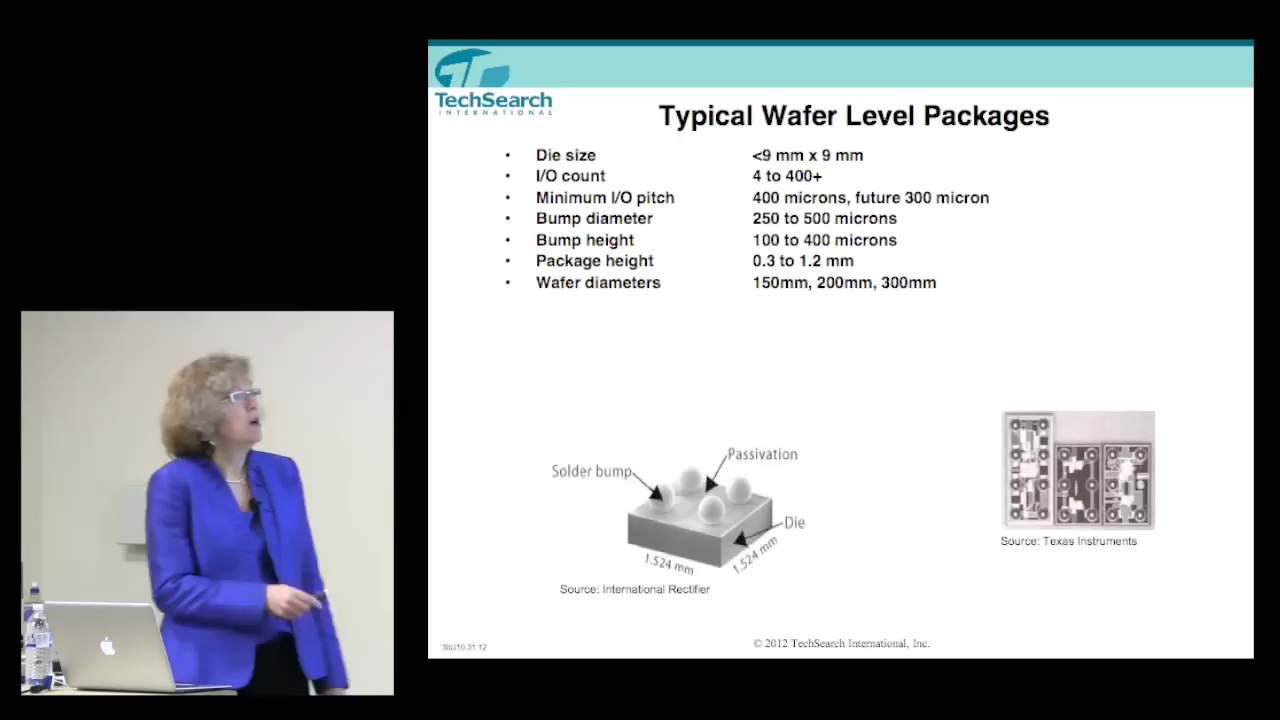 TechSearch
INTERNATIONAL
Typical Wafer Level Packages
• Die size <9 mm x 9 mm
• I/O count 4 to 400+
• Minimum I/O pitch 400 microns, future 300 micron
• Bump diameter 250 to 500 microns
• Bump height 100 to 400 microns
• Package height 0.3 to 1.2 mm
• Wafer diameters 150mm, 200mm, 300mm
Solder bump
Passivation
Die
1.524 mm
1.524 mm
Source: International Rectifier
Source: Texas Instruments
StU10.31.12
© 2012 TechSearch International, Inc.